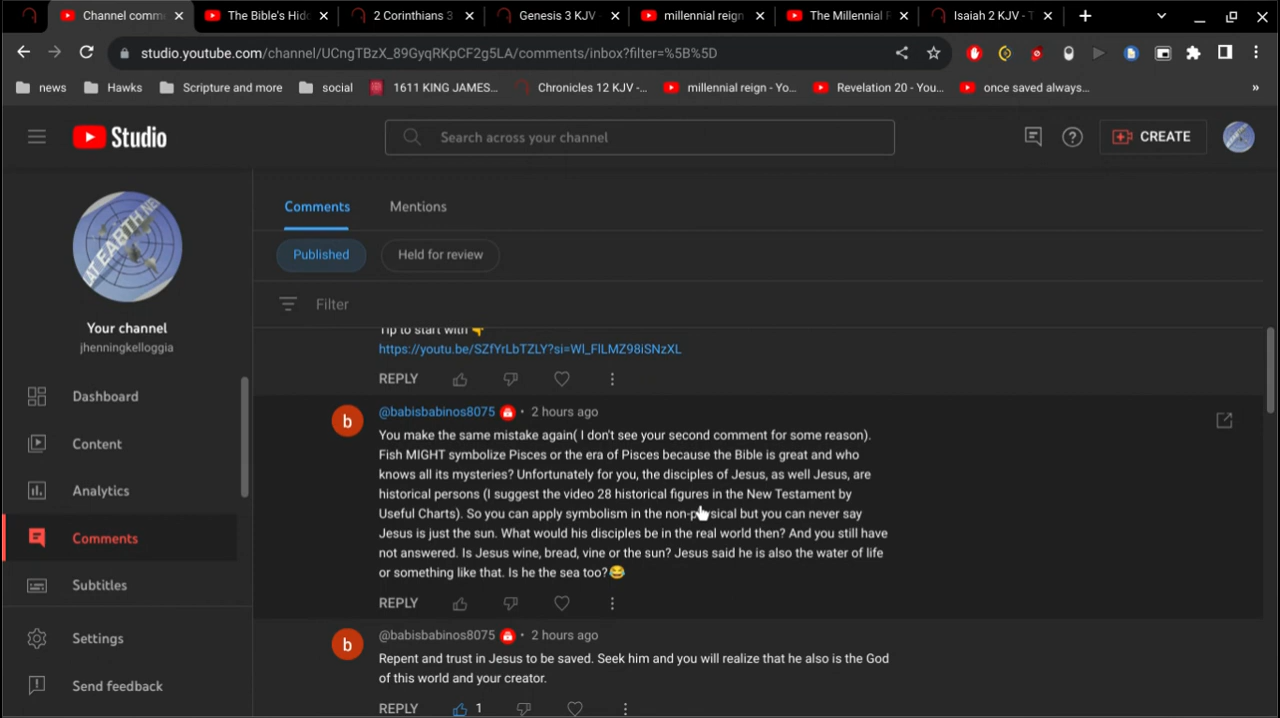 Channel comm
The Bible's Hid
2 Corinthians 3
Genesis 3 KJV -
millennial reign
The Millennial R
Isaiah 2 KJV - T
studio.youtube.com/channel/UCngTBzX_89GyqRKpCF2g5LA/comments/inbox?filter=%5B%5D
news
Hawks
Scripture and more
social
1611 KING JAMES...
Chronicles 12 KJV -...
millennial reign - Yo...
Revelation 20 - You...
once saved always...
»
Studio
Search across your channel
CREATE
Comments
Mentions
Published
Held for review
Filter
LAT EARTH NE
Your channel
jhenningkelloggia
Dashboard
Content
Analytics
Comments
Subtitles
Settings
Send feedback
Tip to start with 👇
https://youtu.be/SZfYrLbTZLY?si=Wl_FlLMZ98iSNzXL
REPLY
b
@babisbabinos8075 • 2 hours ago
You make the same mistake again( I don't see your second comment for some reason).
Fish MIGHT symbolize Pisces or the era of Pisces because the Bible is great and who
knows all its mysteries? Unfortunately for you, the disciples of Jesus, as well Jesus, are
historical persons (I suggest the video 28 historical figures in the New Testament by
Useful Charts). So you can apply symbolism in the non-physical but you can never say
Jesus is just the sun. What would his disciples be in the real world then? And you still have
not answered. Is Jesus wine, bread, vine or the sun? Jesus said he is also the water of life
or something like that. Is he the sea too?😂
REPLY
b
@babisbabinos8075 • 2 hours ago
Repent and trust in Jesus to be saved. Seek him and you will realize that he also is the God
of this world and your creator.
REPLY
1